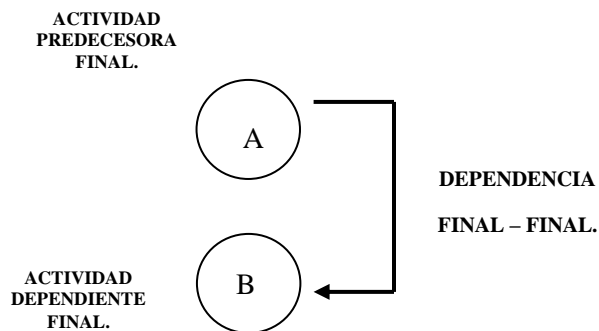 ACTIVIDAD
PREDECESORA
FINAL.
A
DEPENDENCIA
FINAL – FINAL.
B
ACTIVIDAD
DEPENDIENTE
FINAL.